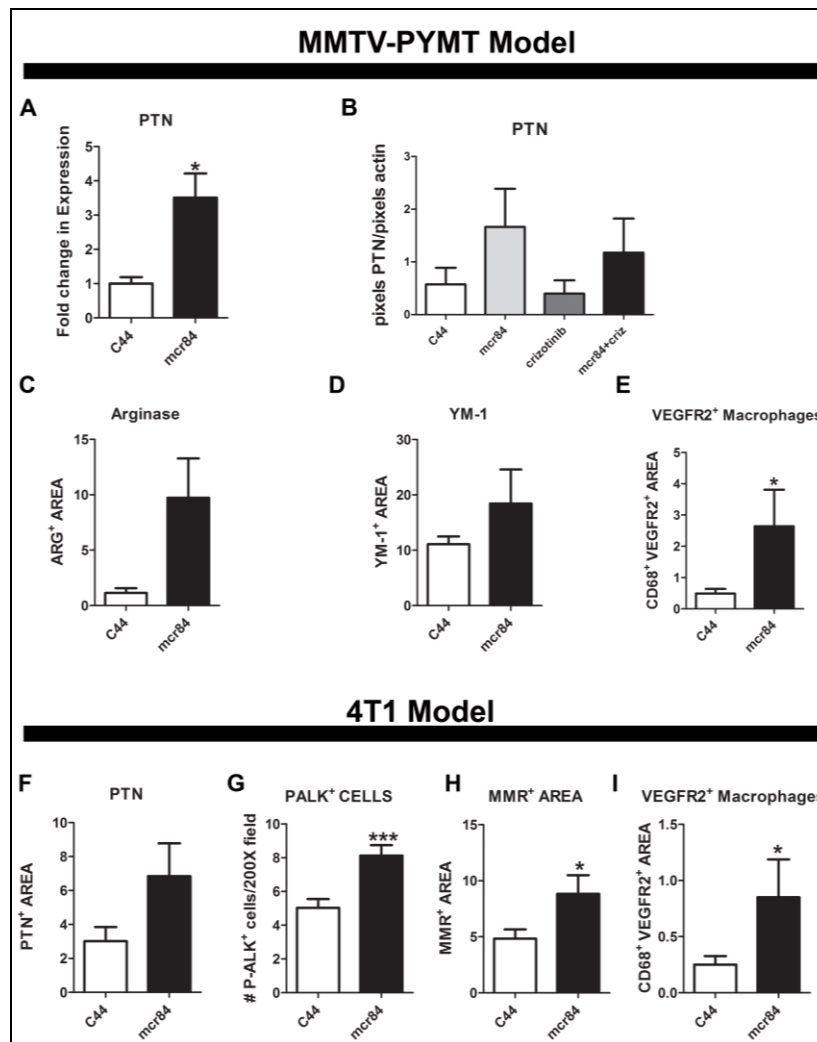 MMTV-PYMT Model
A
PTN
Fold change in Expression
5
4
3
2
1
0
*
C44
mcr84
B
PTN
pixels PTN/pixels actin
3
2
1
0
C44
mcr84
crizotinib
mcr84+criz
C
Arginase
ARG+ AREA
15
10
5
0
C44
mcr84
D
YM-1
YM-1+ AREA
30
20
10
0
C44
mcr84
E
VEGFR2+ Macrophages
CD68+ VEGFR2+ AREA
5
4
3
2
1
0
*
C44
mcr84
4T1 Model
F
PTN
PTN+ AREA
10
8
6
4
2
0
C44
mcr84
G
PALK+ CELLS
# P-ALK+ cells/200X field
10
8
6
4
2
0
***
C44
mcr84
H
MMR+ AREA
MMR+ AREA
15
10
5
0
*
C44
mcr84
I
VEGFR2+ Macrophages
CD68+ VEGFR2+ AREA
1.5
1.0
0.5
0.0
*
C44
mcr84